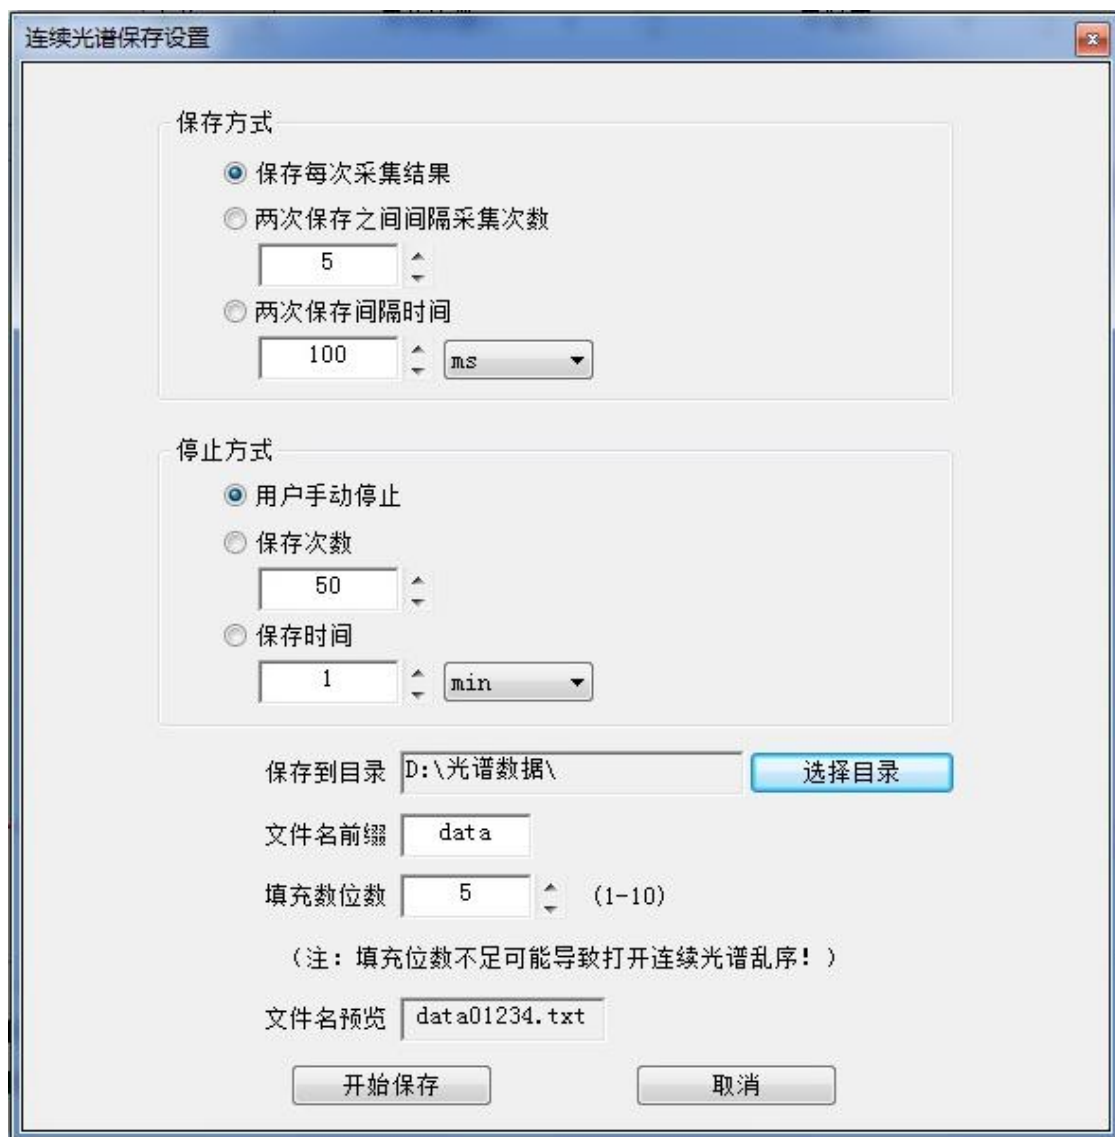 连续光谱保存设置
保存方式
保存每次采集结果
两次保存之间间隔采集次数
5
两次保存间隔时间
100
ms
停止方式
用户手动停止
保存次数
50
保存时间
1
min
保存到目录 D:\光谱数据\ 选择目录
文件名前缀 data
填充数位数 5 (1-10)
(注: 填充位数不足可能导致打开连续光谱乱序! )
文件名预览 data01234.txt
开始保存 取消